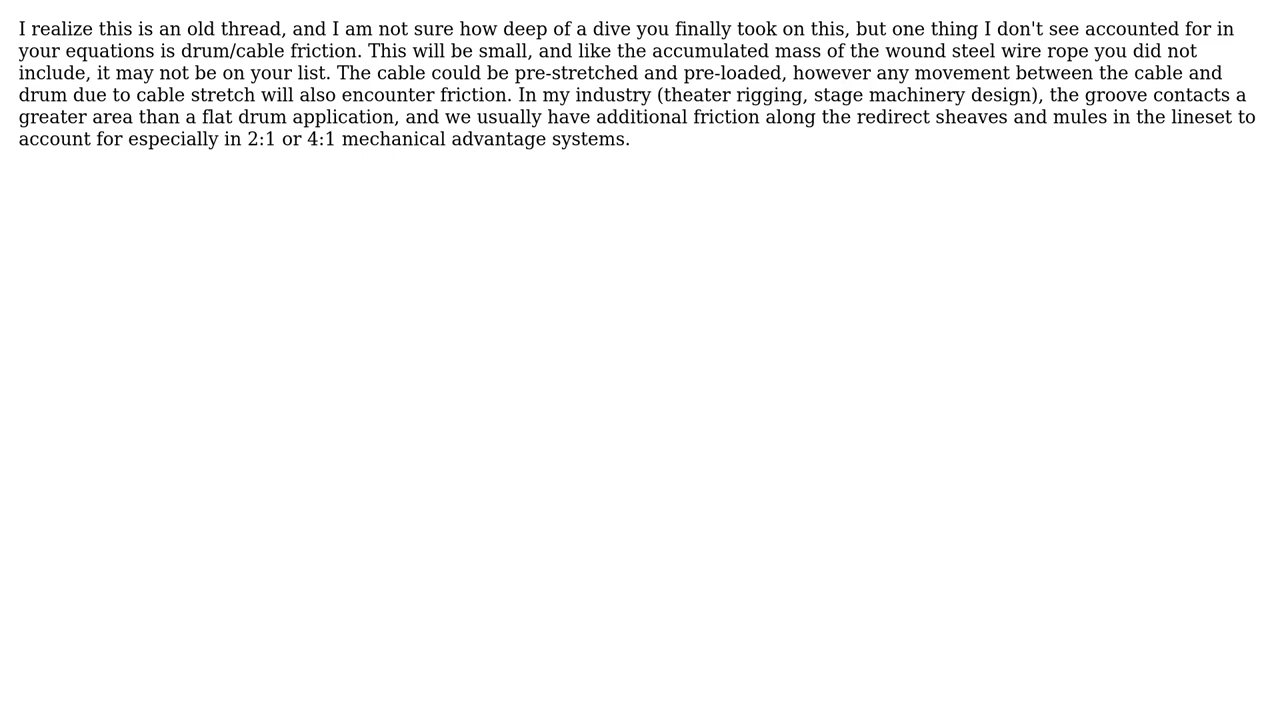 I realize this is an old thread, and I am not sure how deep of a dive you finally took on this, but one thing I don't see accounted for in
your equations is drum/cable friction. This will be small, and like the accumulated mass of the wound steel wire rope you did not
include, it may not be on your list. The cable could be pre-stretched and pre-loaded, however any movement between the cable and
drum due to cable stretch will also encounter friction. In my industry (theater rigging, stage machinery design), the groove contacts a
greater area than a flat drum application, and we usually have additional friction along the redirect sheaves and mules in the lineset to
account for especially in 2:1 or 4:1 mechanical advantage systems.